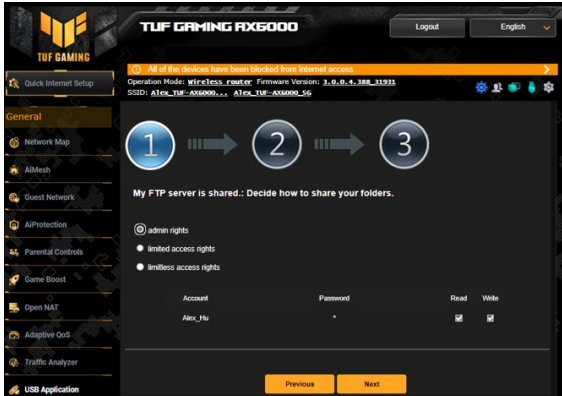 TUF GAMING
TUF GAMING AX6000
Logout
English
All of the devices have been blocked from Internet access.
Quick Internet Setup
Operation Mode: Wireless router Firmware Version: 3.0.0.4.388_31931
SSID: Alex_TUF-AX6000... Alex_TUF-AX6000_5G
General
Network Map
AiMesh
Guest Network
AiProtection
Parental Controls
Game Boost
Open NAT
Adaptive QoS
Traffic Analyzer
USB Application
1 2 3
My FTP server is shared.: Decide how to share your folders.
admin rights
limited access rights
limitless access rights
Account Password Read Write
Alex_Hu *
Previous Next